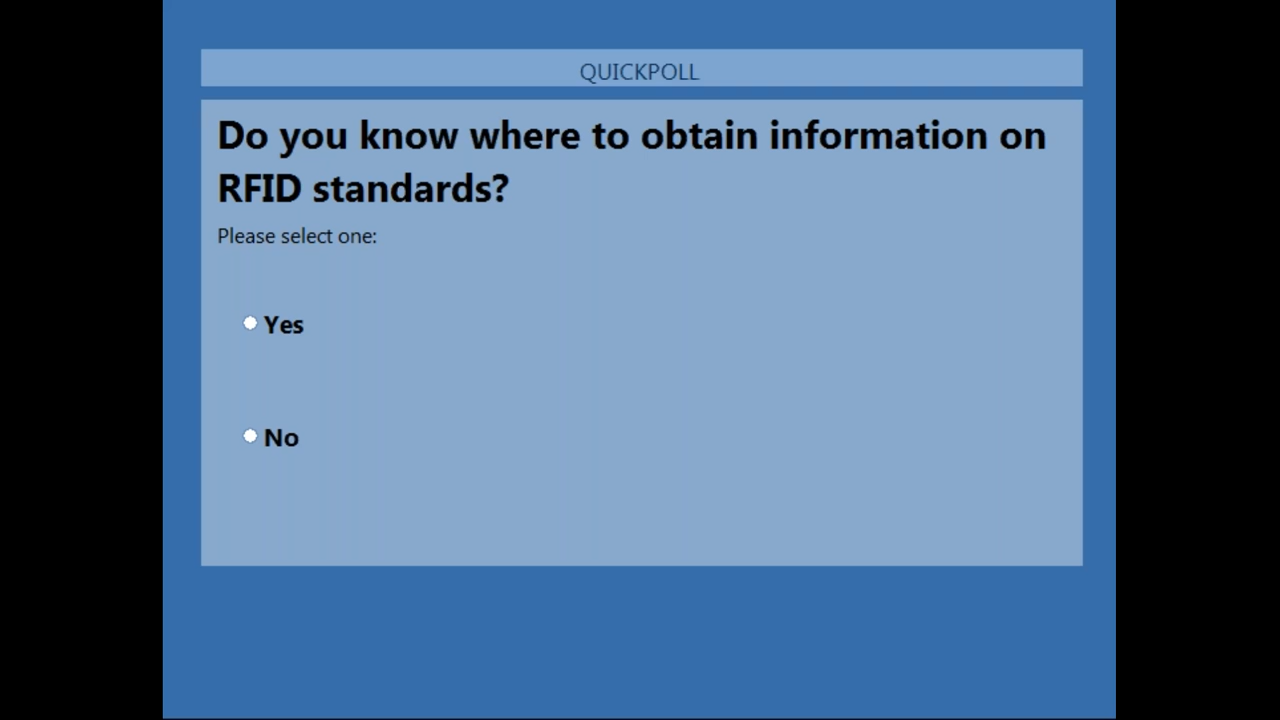 QUICKPOLL
Do you know where to obtain information on
RFID standards?
Please select one:
Yes
No